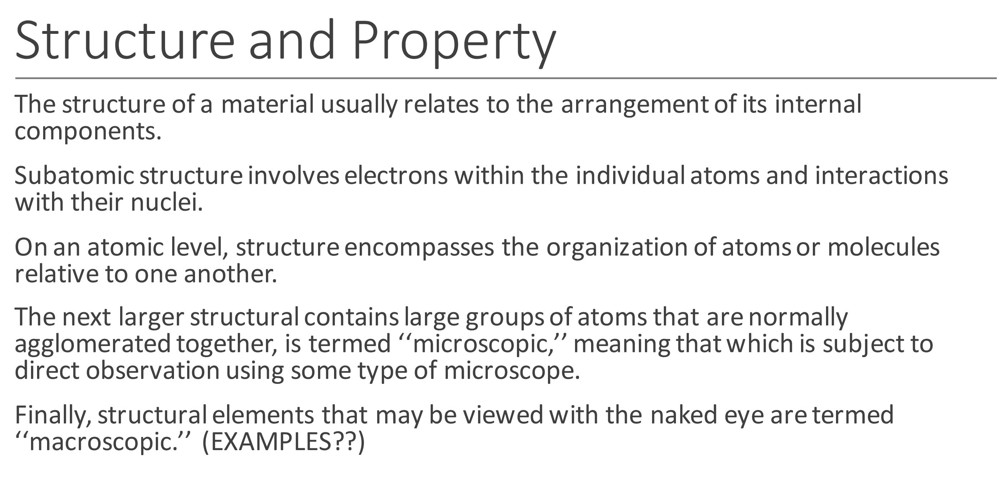 Structure and Property
The structure of a material usually relates to the arrangement of its internal
components.
Subatomic structure involves electrons within the individual atoms and interactions
with their nuclei.
On an atomic level, structure encompasses the organization of atoms or molecules
relative to one another.
The next larger structural contains large groups of atoms that are normally
agglomerated together, is termed ‘‘microscopic,’’ meaning that which is subject to
direct observation using some type of microscope.
Finally, structural elements that may be viewed with the naked eye are termed
‘‘macroscopic.’’ (EXAMPLES??)